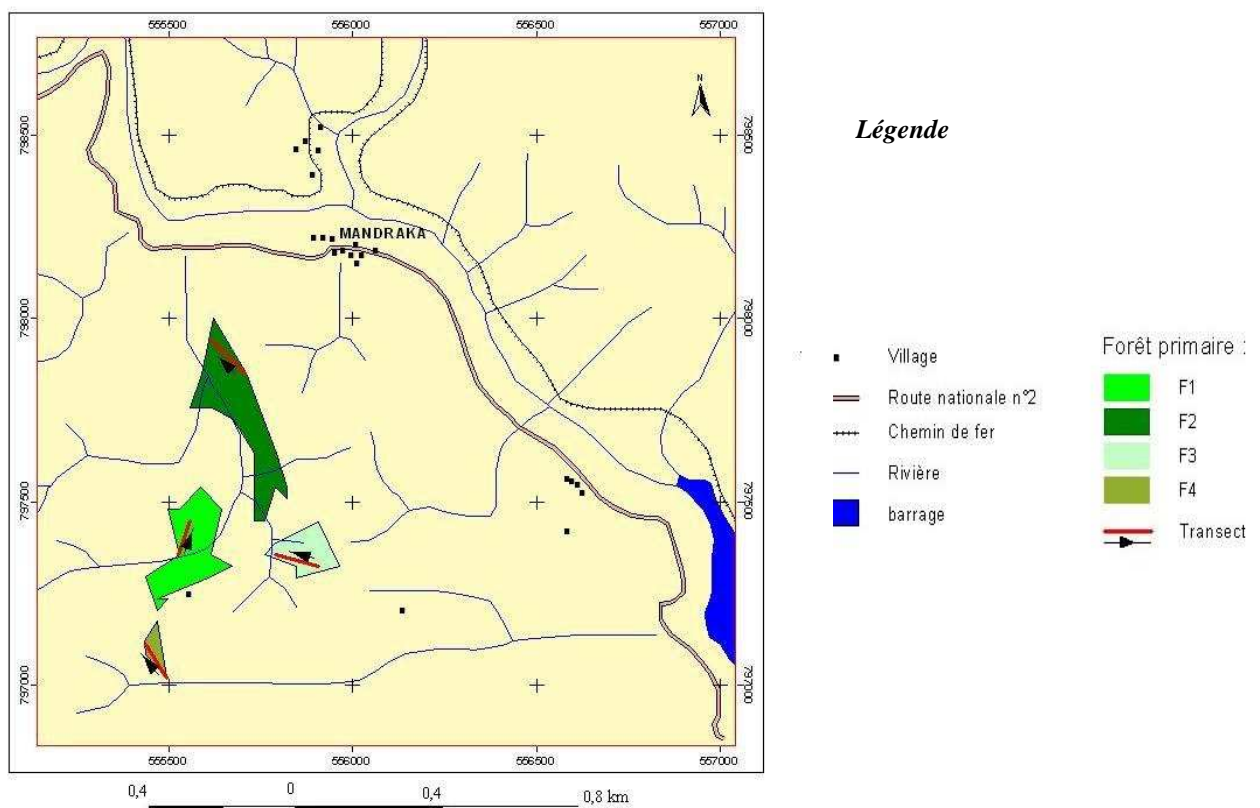 555500 556000 556500 557000
N
798500 798500
MANDRAKA
798000 798000
797500 797500
797000 797000
555500 556000 556500 557000
0,4 0 0,4 0,8 km
Légende
Village
Route nationale n°2
Chemin de fer
Rivière
barrage
Forêt primaire :
F1
F2
F3
F4
Transect